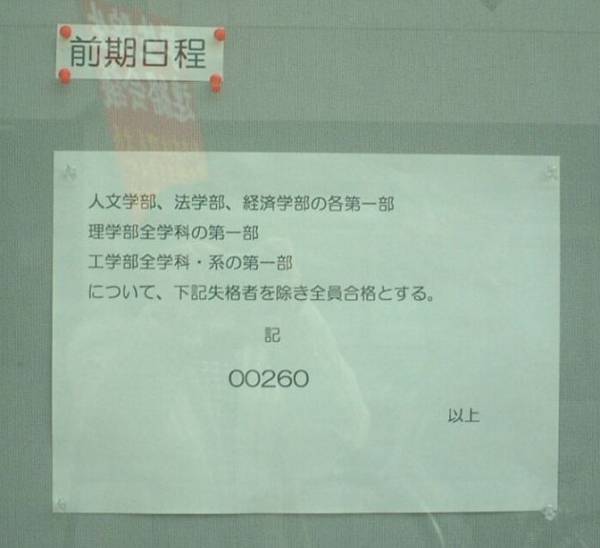 前期日程
人文学部、法学部、経済学部の各第一部
理学部全学科の第一部
工学部全学科・系の第一部
について、下記失格者を除き全員合格とする。
記
00260
以上